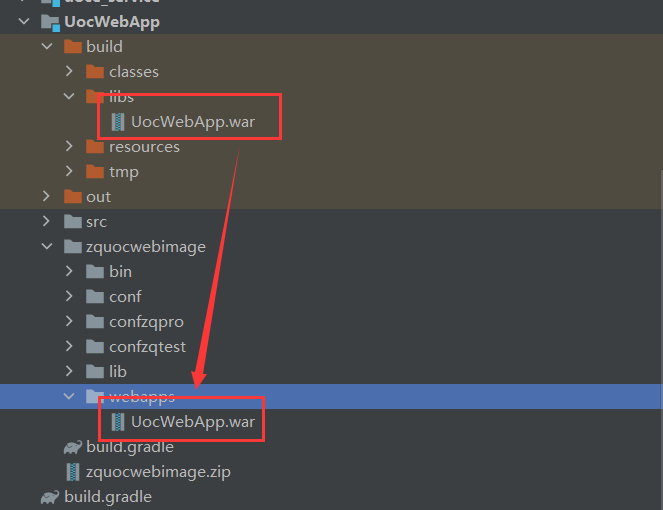 UocWebApp
build
classes
libs
UocWebApp.war
resources
tmp
out
src
zquocwebimage
bin
conf
confzqpro
confzqtest
lib
webapps
UocWebApp.war
build.gradle
zquocwebimage.zip
build.gradle